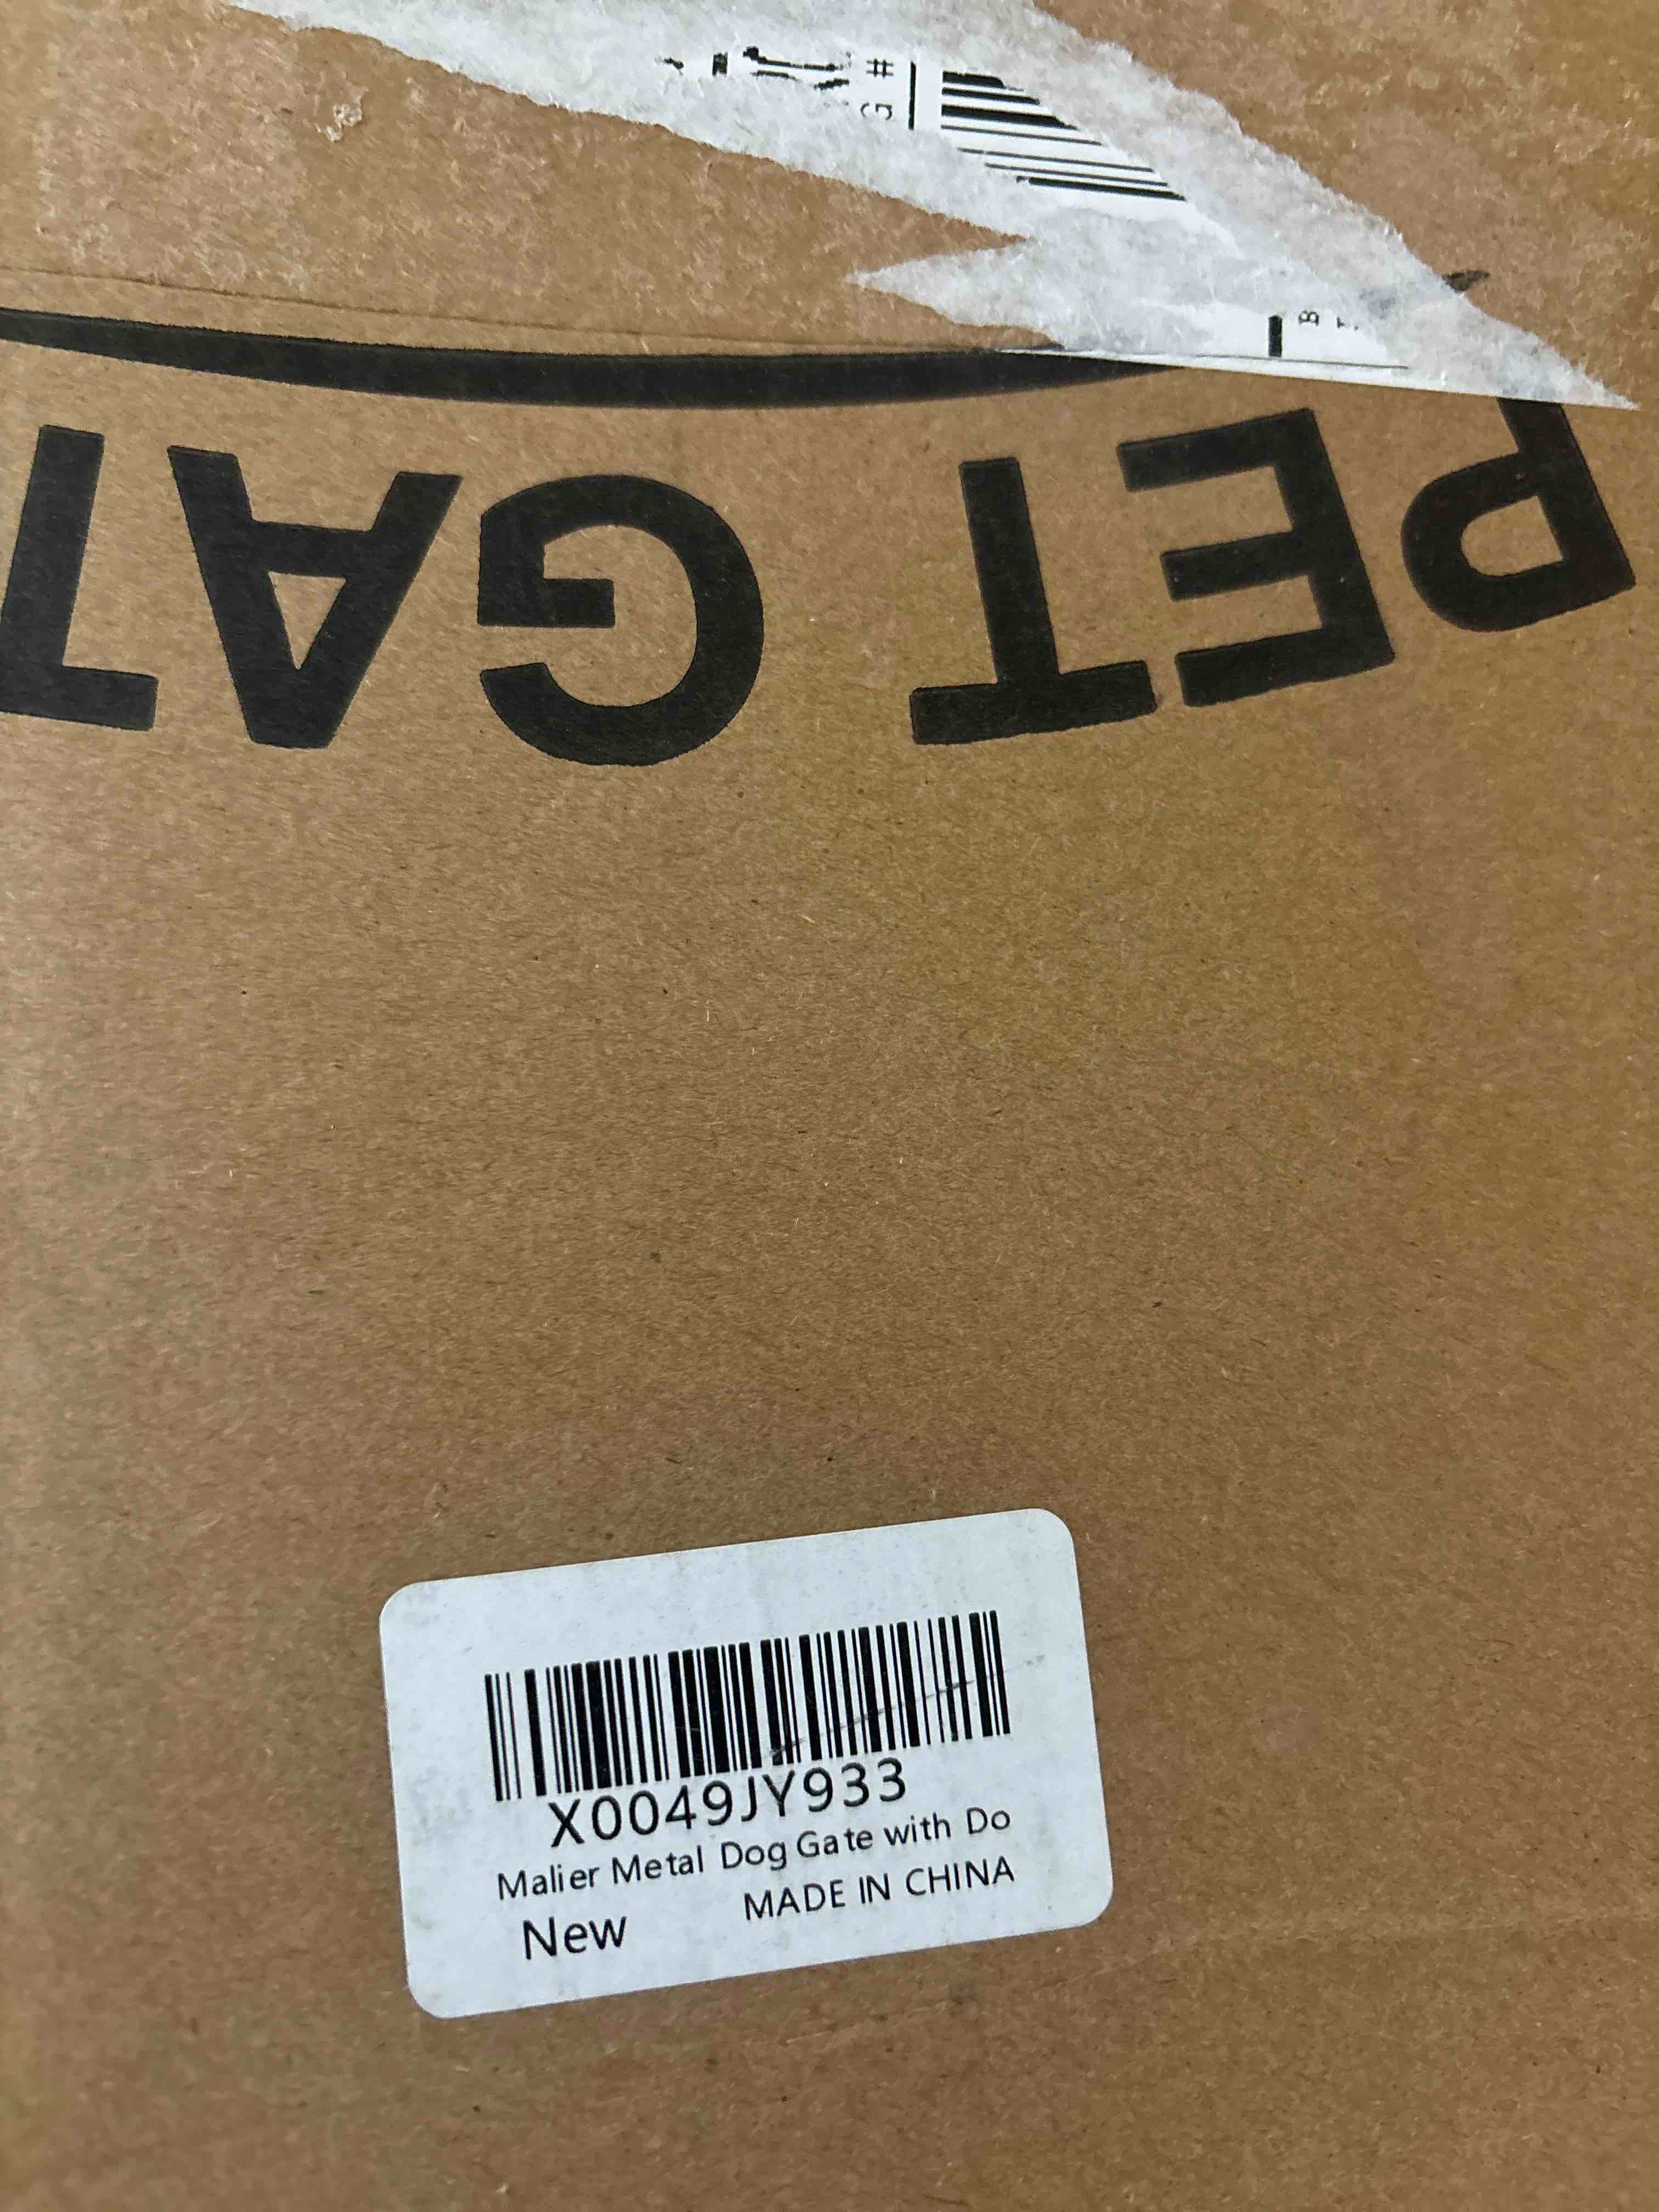 # G
B
PET GAT
X0049JY933
Malier Metal Dog Gate with Do
MADE IN CHINA
New